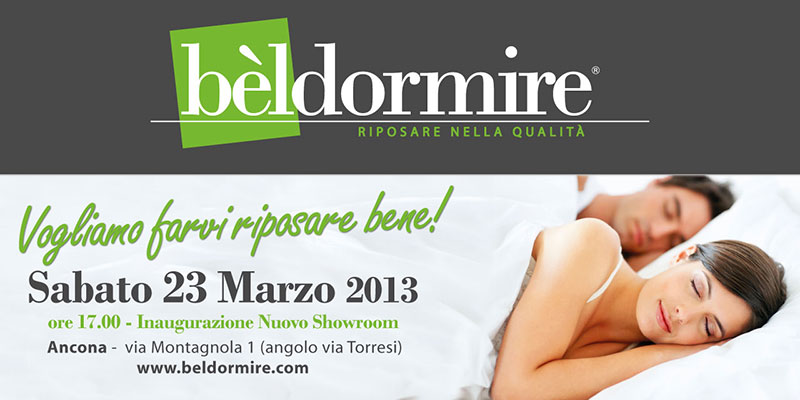 bèldormire®
RIPOSARE NELLA QUALITÀ
Vogliamo farvi riposare bene!
Sabato 23 Marzo 2013
ore 17.00 - Inaugurazione Nuovo Showroom
Ancona - via Montagnola 1 (angolo via Torresi)
www.beldormire.com